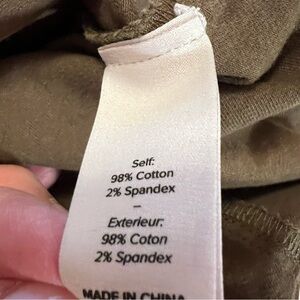 Self:
98% Cotton
2% Spandex
–
Exterieur:
98% Coton
2% Spandex
MADE IN CHINA